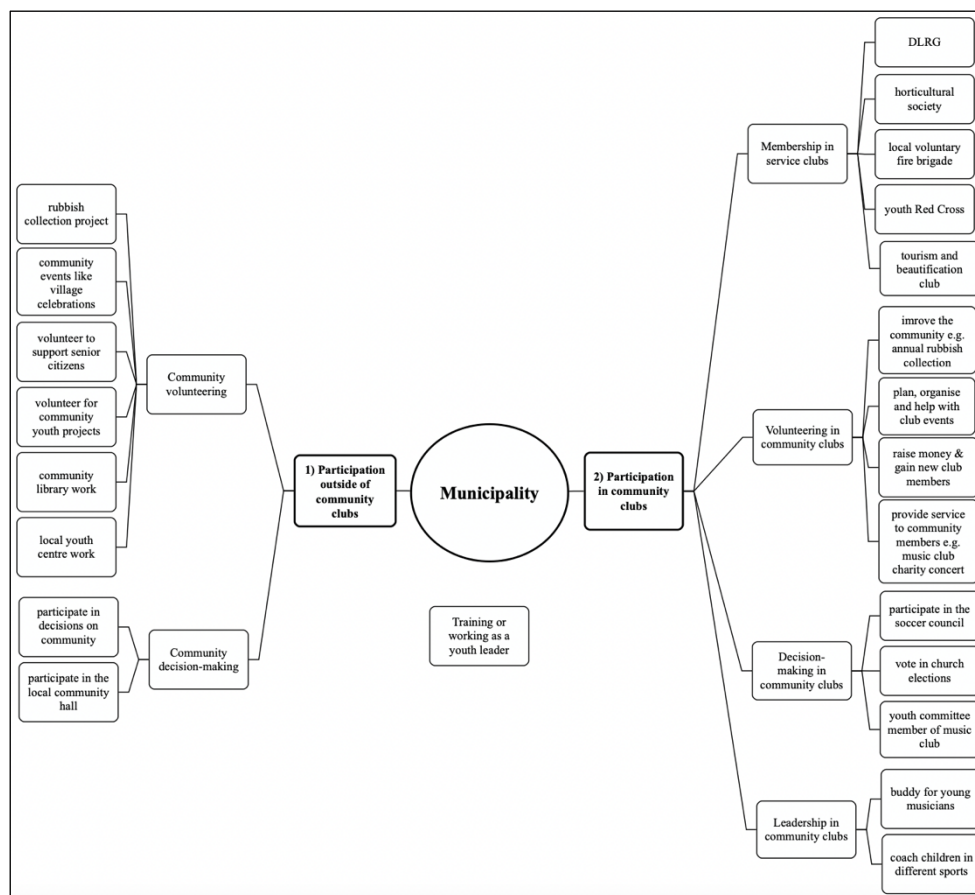 rubbish
collection project
community
events like
village
celebrations
volunteer to
support senior
citizens
volunteer for
community
youth projects
community
library work
local youth
centre work
participate in
decisions on
community
participate in the
local community
hall
Community
volunteering
Community
decision-making
1) Participation
outside of
community
clubs
Municipality
Training or
working as a
youth leader
2) Participation
in community
clubs
Membership in
service clubs
Volunteering in
community clubs
Decision-
making in
community clubs
Leadership in
community clubs
DLRG
horticultural
society
local voluntary
fire brigade
youth Red Cross
tourism and
beautification
club
imrove the
community e.g.
annual rubbish
collection
plan, organise
and help with
club events
raise money &
gain new club
members
provide service
to community
members e.g.
music club
charity concert
participate in the
soccer council
vote in church
elections
youth committee
member of music
club
buddy for young
musicians
coach children in
different sports